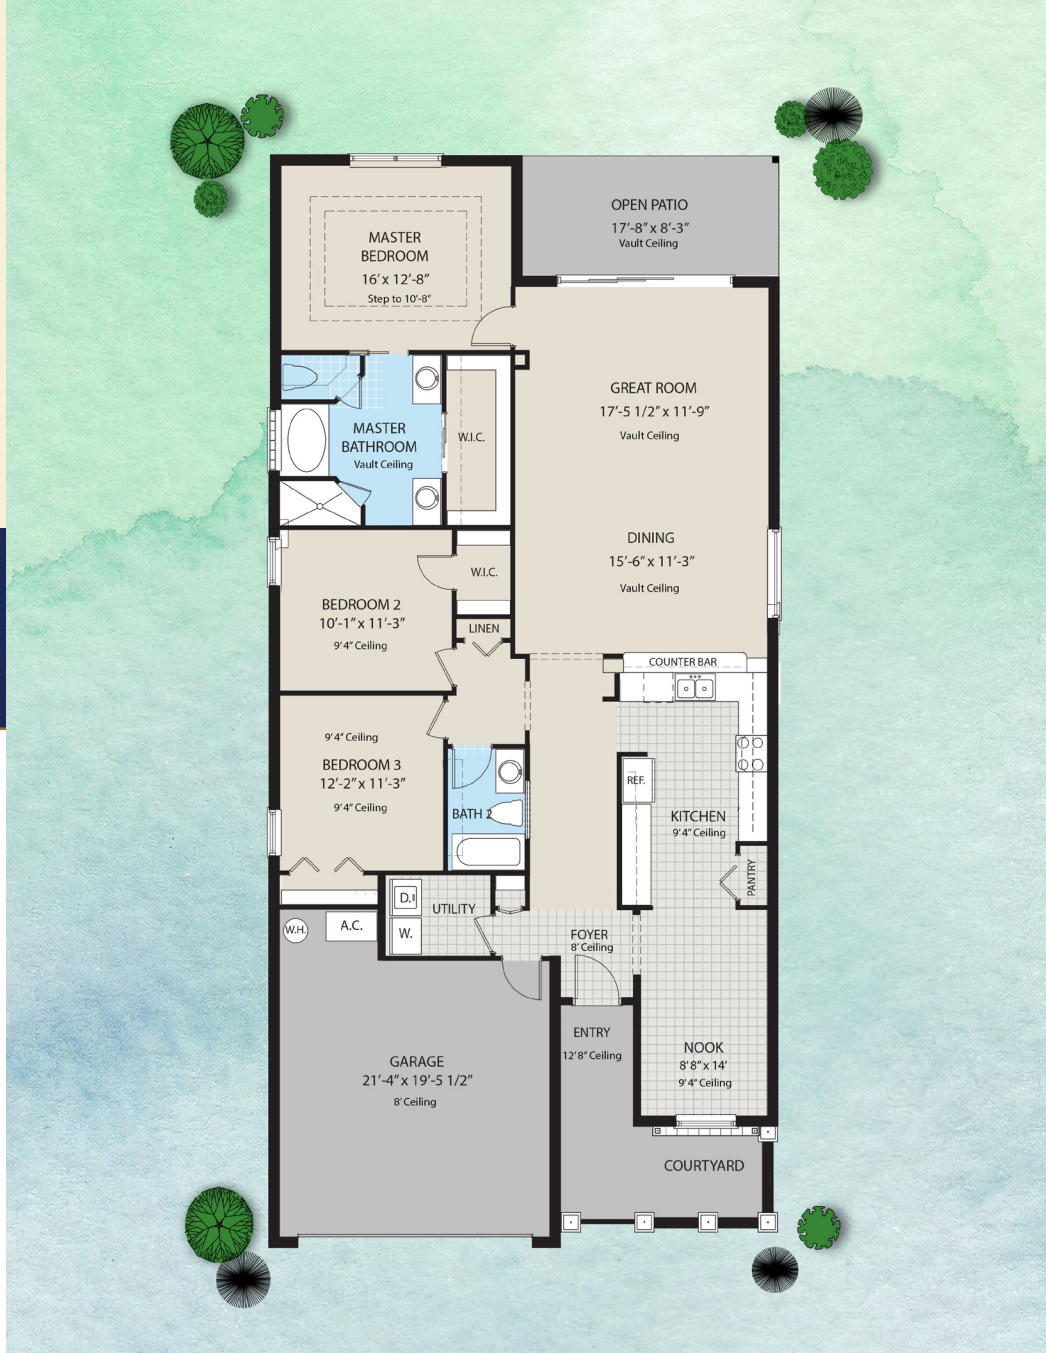 OPEN PATIO
17'-8" x 8'-3"
Vault Ceiling
MASTER
BEDROOM
16' x 12'-8"
Step to 10'-8"
GREAT ROOM
17'-5 1/2" x 11'-9"
Vault Ceiling
MASTER
BATHROOM
Vault Ceiling
W.I.C.
DINING
15'-6" x 11'-3"
Vault Ceiling
W.I.C.
BEDROOM 2
10'-1" x 11'-3"
9'4" Ceiling
LINEN
COUNTER BAR
9'4" Ceiling
BEDROOM 3
12'-2" x 11'-3"
9'4" Ceiling
BATH 2
REF.
KITCHEN
9'4" Ceiling
PANTRY
D.
W.
UTILITY
W.H.
A.C.
FOYER
8' Ceiling
ENTRY
12'8" Ceiling
NOOK
8'8" x 14'
9'4" Ceiling
GARAGE
21'-4" x 19'-5 1/2"
8' Ceiling
COURTYARD